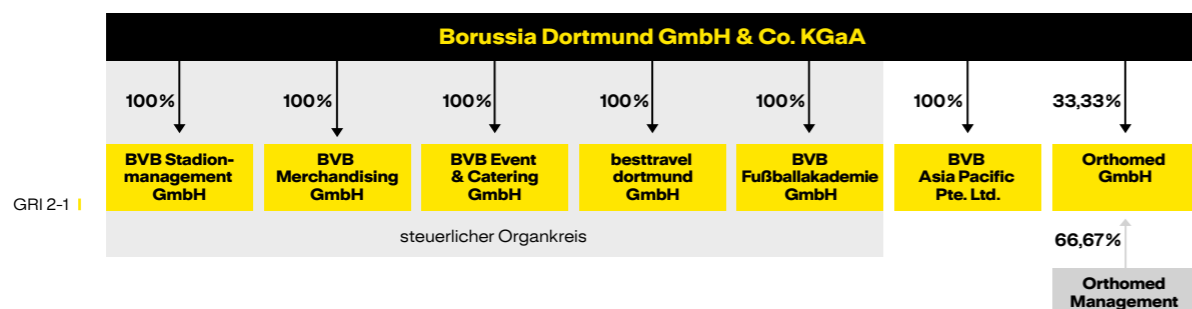 Borussia Dortmund GmbH & Co. KGaA
100%
100%
100%
100%
100%
100%
33,33%
BVB Stadion-
management
GmbH
BVB
Merchandising
GmbH
BVB Event
& Catering
GmbH
besttravel
dortmund
GmbH
BVB
Fußballakademie
GmbH
BVB
Asia Pacific
Pte. Ltd.
Orthomed
GmbH
GRI 2-1
steuerlicher Organkreis
66,67%
Orthomed
Management